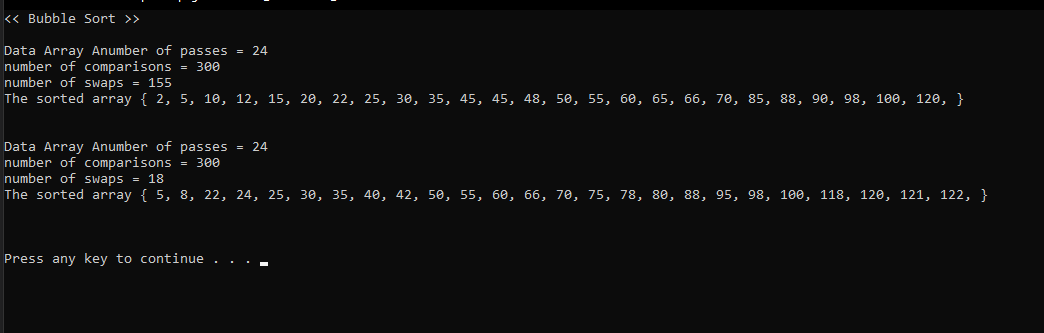 << Bubble Sort >>
Data Array Anumber of passes = 24
number of comparisons = 300
number of swaps = 155
The sorted array { 2, 5, 10, 12, 15, 20, 22, 25, 30, 35, 45, 45, 48, 50, 55, 60, 65, 66, 70, 85, 88, 90, 98, 100, 120, }
Data Array Anumber of passes = 24
number of comparisons = 300
number of swaps = 18
The sorted array { 5, 8, 22, 24, 25, 30, 35, 40, 42, 50, 55, 60, 66, 70, 75, 78, 80, 88, 95, 98, 100, 118, 120, 121, 122, }
Press any key to continue . . .